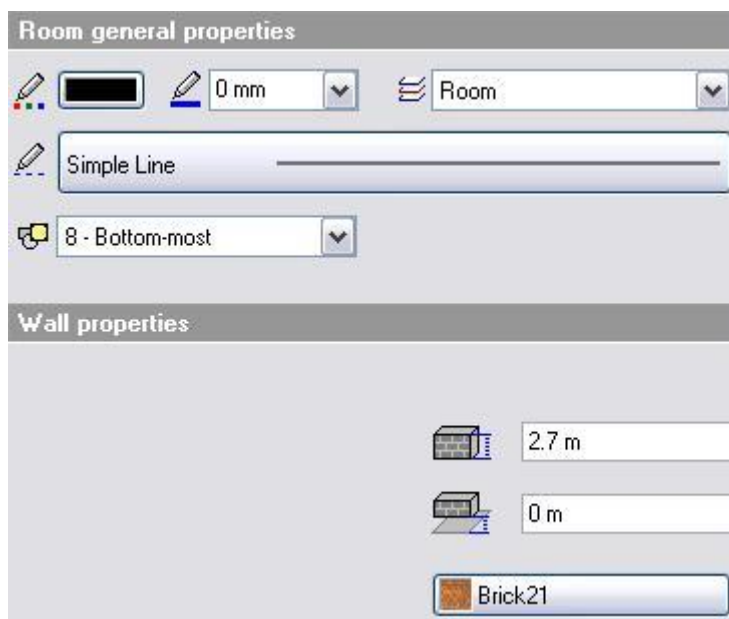 Room general properties
0 mm
Room
Simple Line
8 - Bottom-most
Wall properties
2.7 m
0 m
Brick21